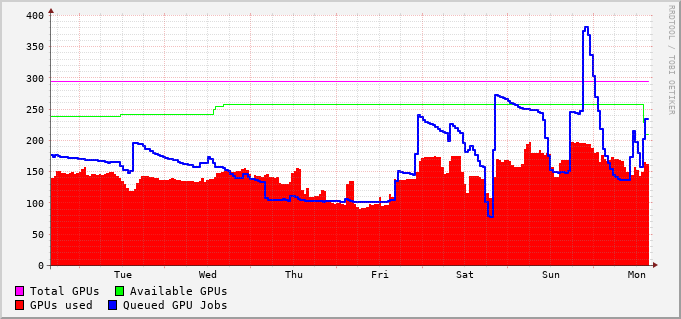 400
350
300
250
200
150
100
50
0
Tue Wed Thu Fri Sat Sun Mon
Total GPUs Available GPUs
GPUs used Queued GPU Jobs
RRDTOOL / TOBI OETIKER